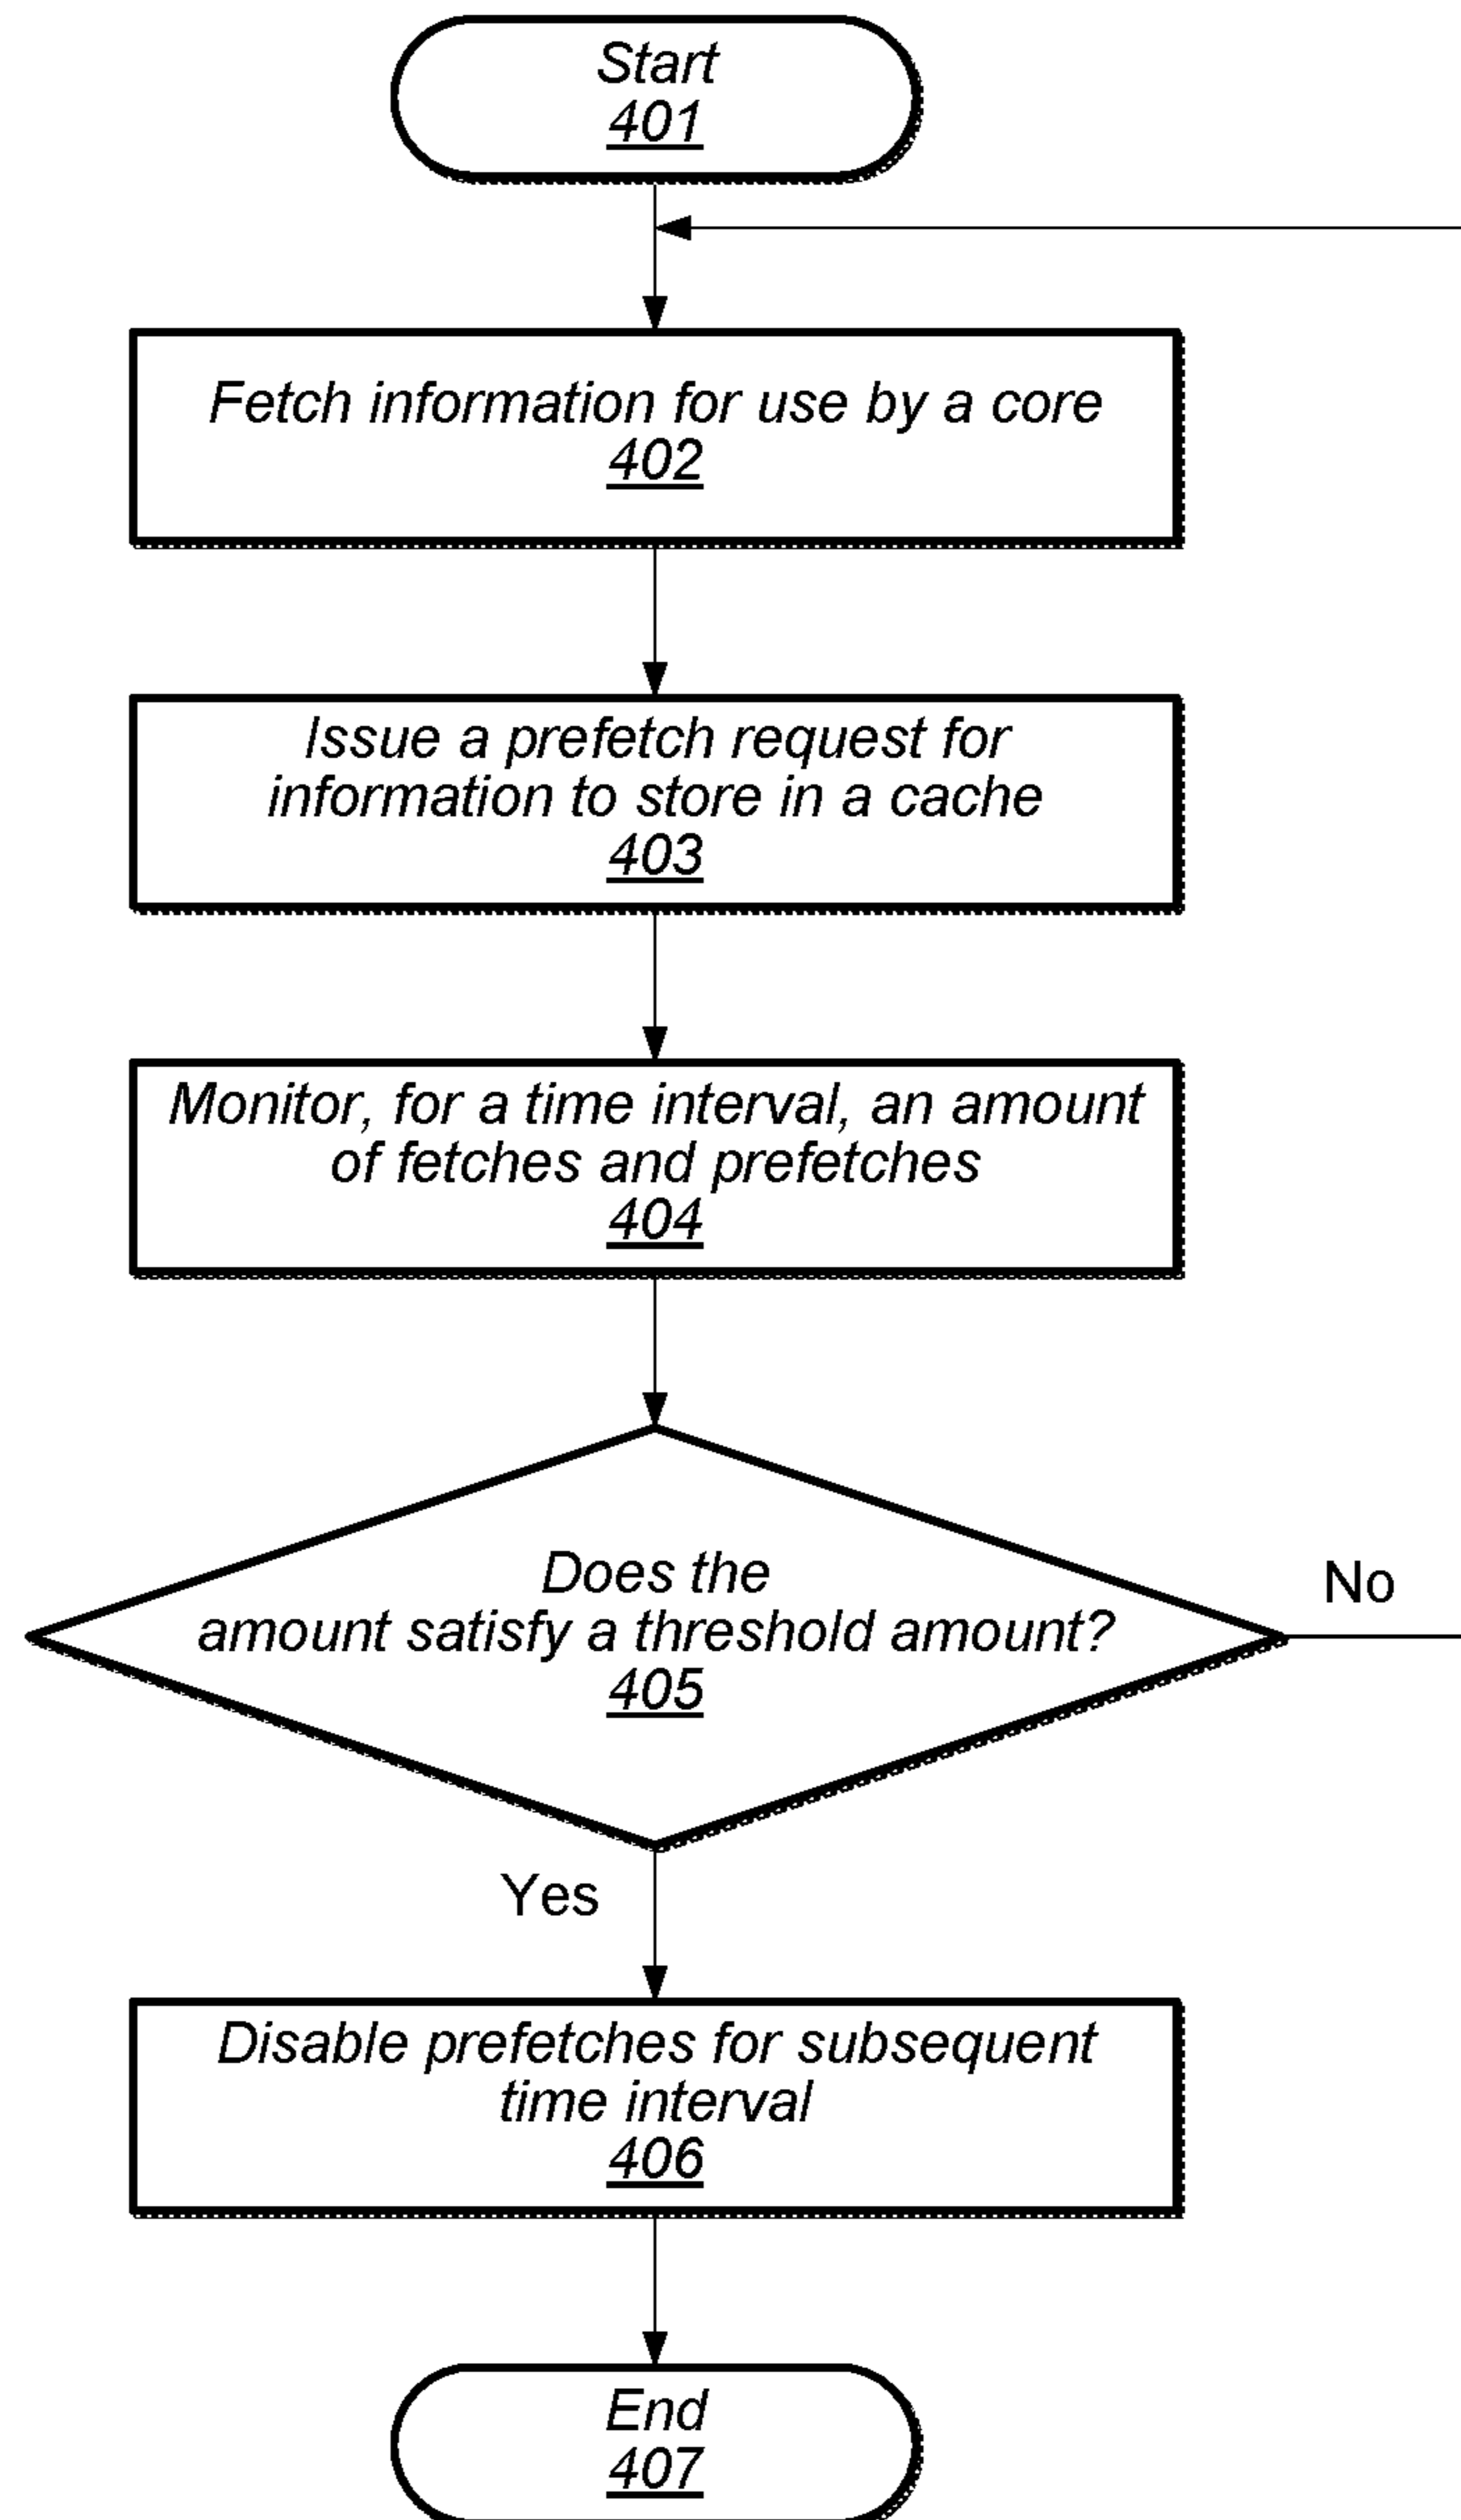 Start
401
Fetch information for use by a core
402
Issue a prefetch request for
information to store in a cache
403
Monitor, for a time interval, an amount
of fetches and prefetches
404
Does the
amount satisfy a threshold amount?
405
No
Yes
Disable prefetches for subsequent
time interval
406
End
407